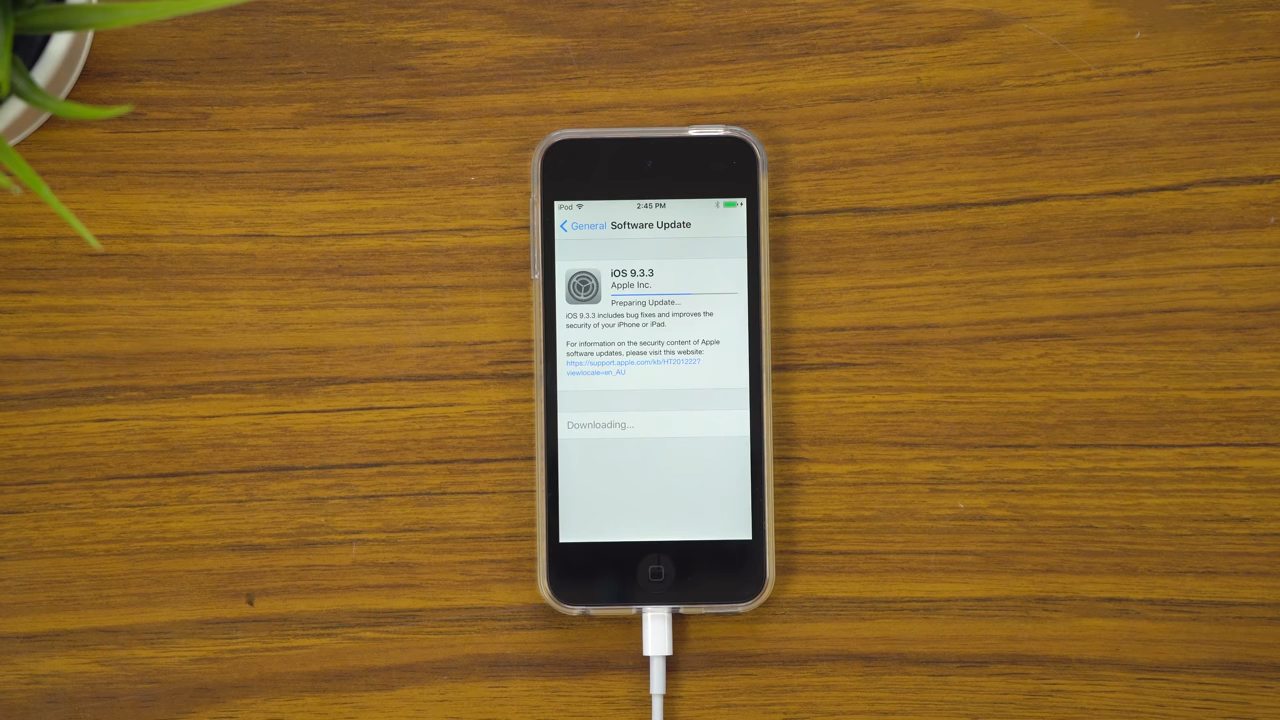 iPod 2:45 PM
General Software Update
iOS 9.3.3
Apple Inc.
Preparing Update...
iOS 9.3.3 includes bug fixes and improves the
security of your iPhone or iPad.
For information on the security content of Apple
software updates, please visit this website:
https://support.apple.com/kb/HT201222?
viewlocale=en_AU
Downloading...